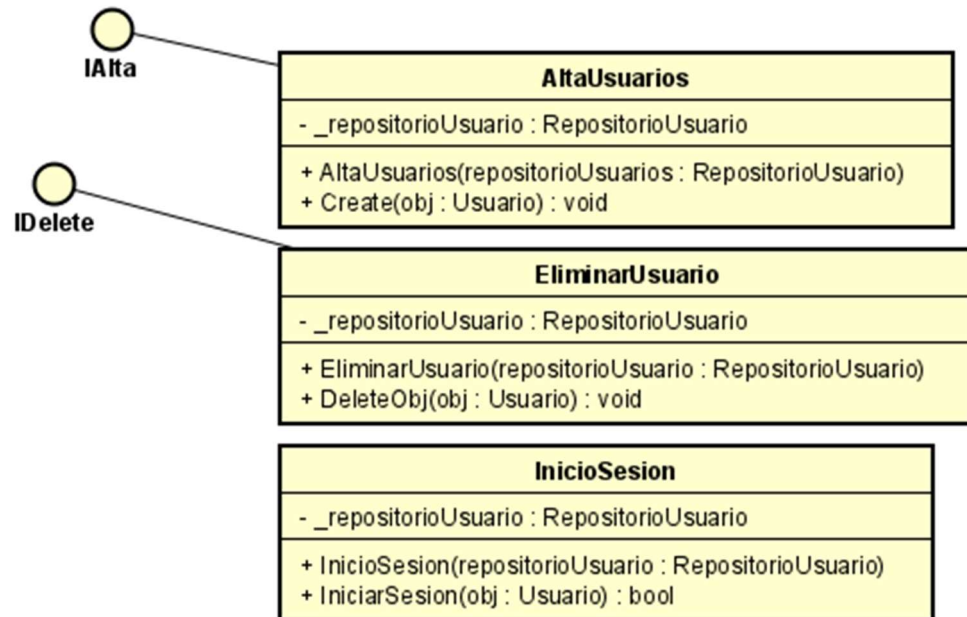 IAlta
AltaUsuarios
- _repositorioUsuario : RepositorioUsuario
+ AltaUsuarios(repositorioUsuarios : RepositorioUsuario)
+ Create(obj : Usuario) : void
IDelete
EliminarUsuario
- _repositorioUsuario : RepositorioUsuario
+ EliminarUsuario(repositorioUsuario : RepositorioUsuario)
+ DeleteObj(obj : Usuario) : void
InicioSesion
- _repositorioUsuario : RepositorioUsuario
+ InicioSesion(repositorioUsuario : RepositorioUsuario)
+ IniciarSesion(obj : Usuario) : bool